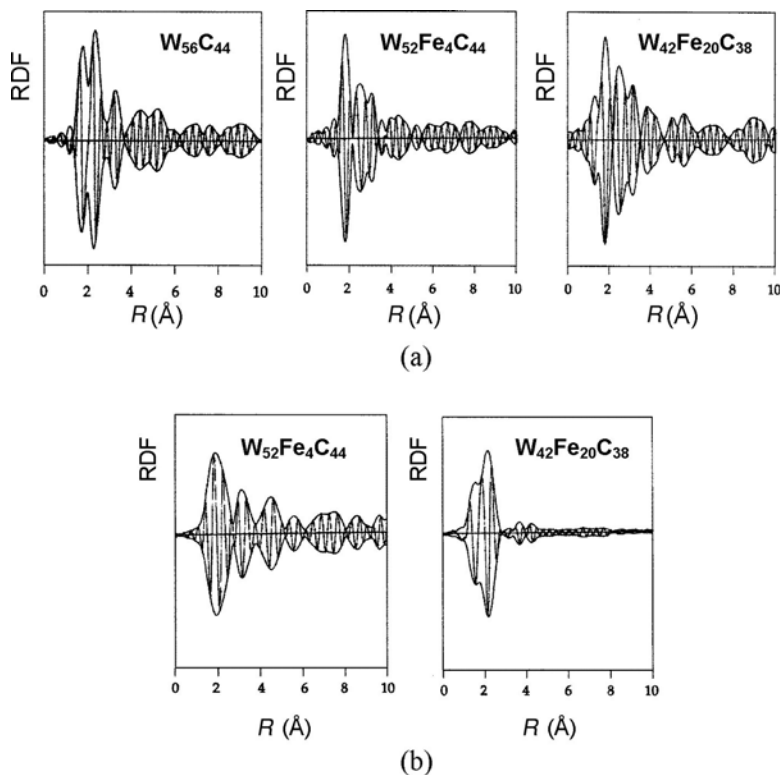 W₅₆C₄₄
W₅₂Fe₄C₄₄
W₄₂Fe₂₀C₃₈
RDF
RDF
RDF
0 2 4 6 8 10
0 2 4 6 8 10
0 2 4 6 8 10
R (Å)
R (Å)
R (Å)
(a)
W₅₂Fe₄C₄₄
W₄₂Fe₂₀C₃₈
RDF
RDF
0 2 4 6 8 10
0 2 4 6 8 10
R (Å)
R (Å)
(b)